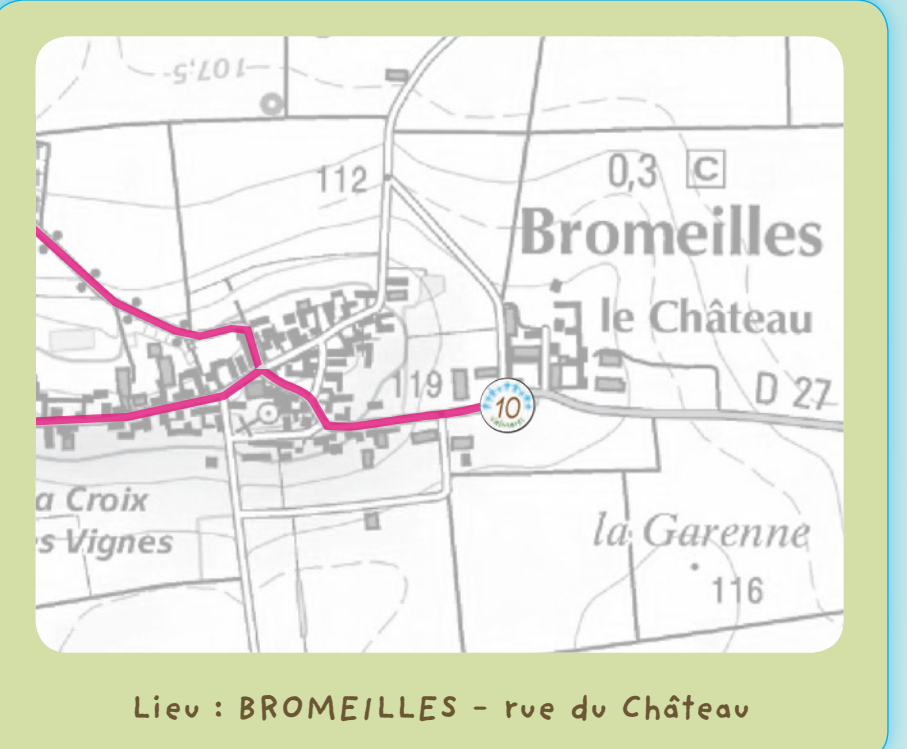 107,5
112
0,3 C
Bromeilles
le Château
119
10
D 27
a Croix
s Vignes
la Garenne
116
Lieu : BROMEILLES - rue du Château